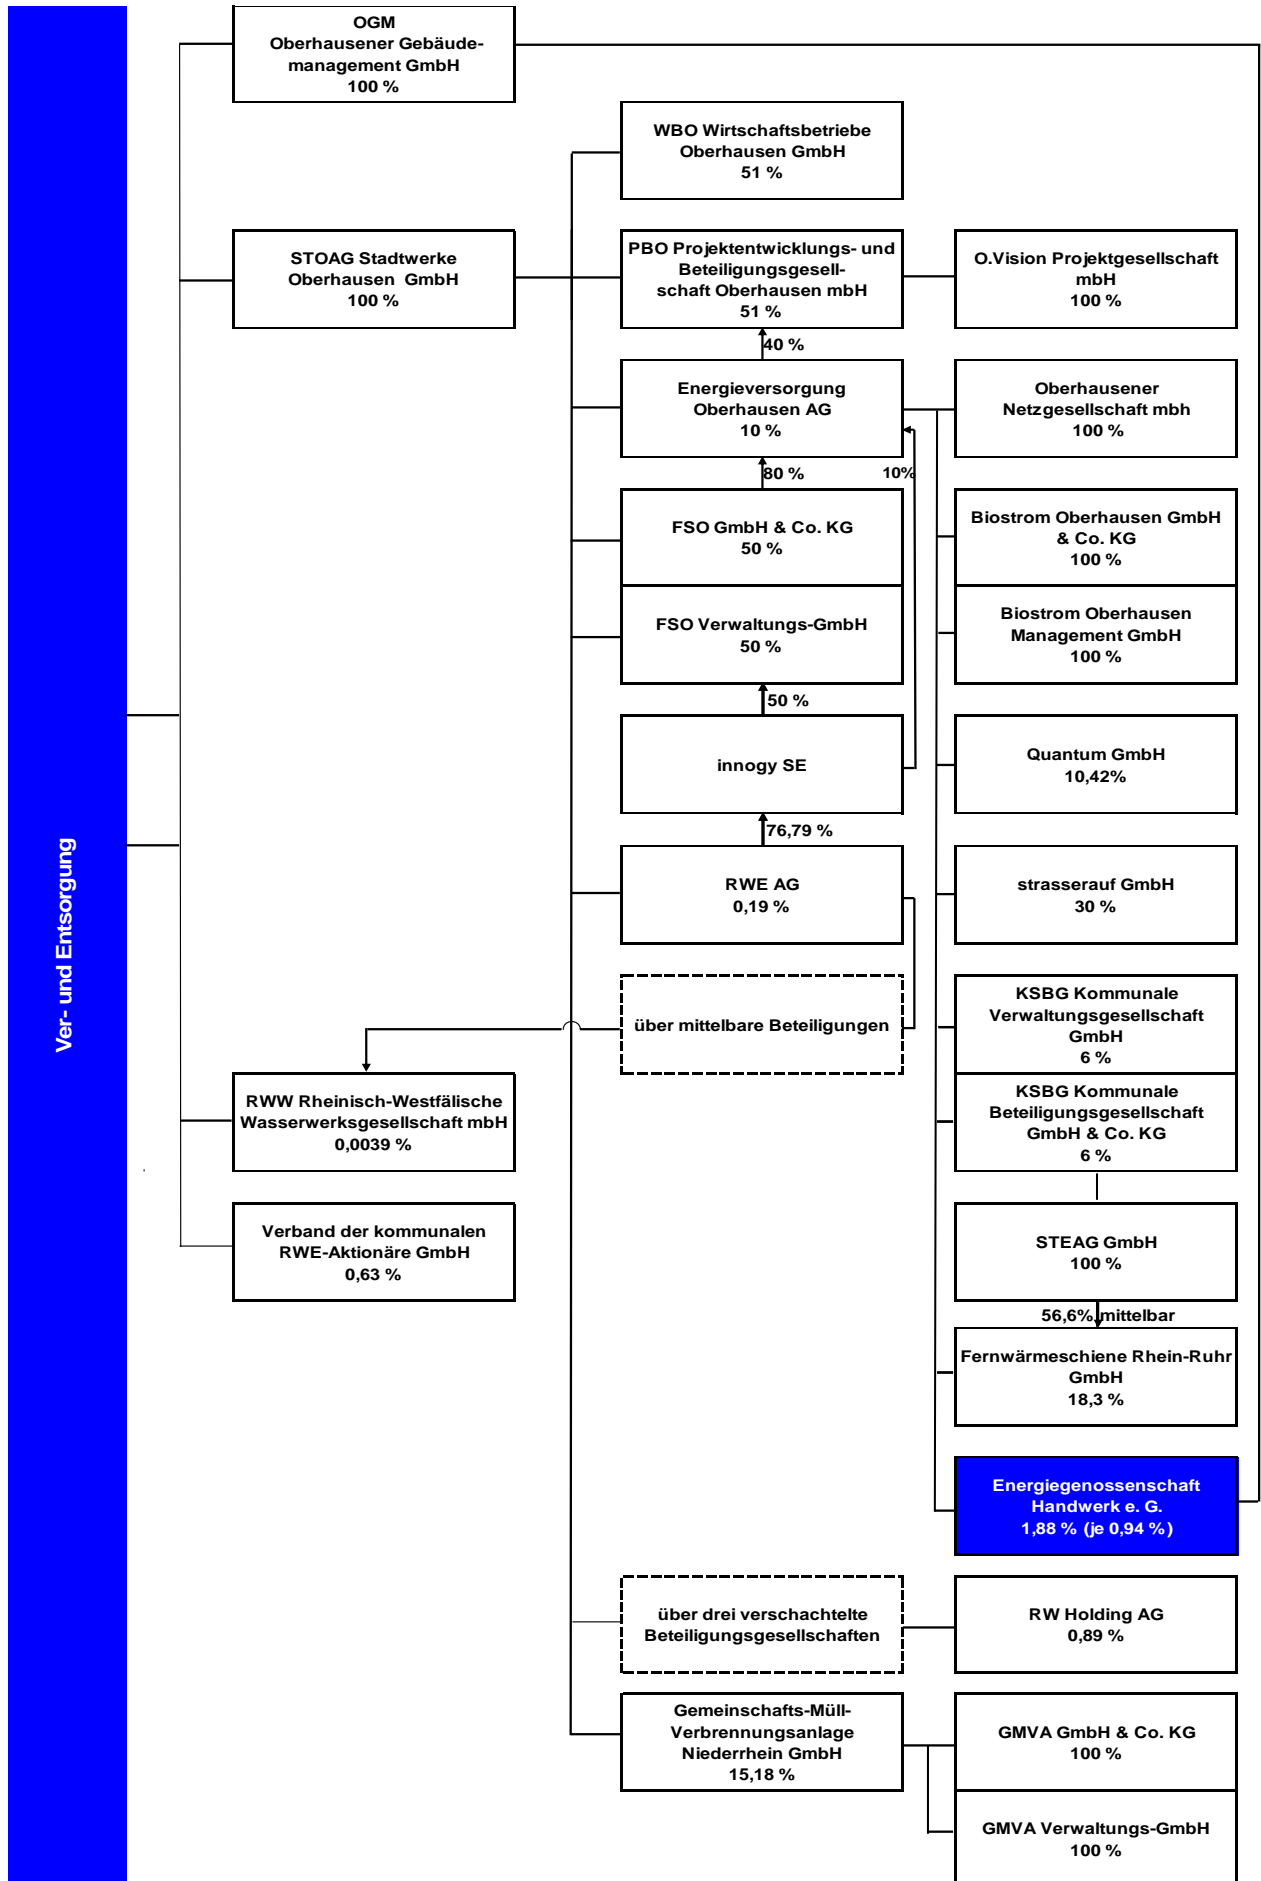 Ver- und Entsorgung
OGM
Oberhausener Gebäude-
management GmbH
100 %
WBO Wirtschaftsbetriebe
Oberhausen GmbH
51 %
STOAG Stadtwerke
Oberhausen GmbH
100 %
PBO Projektentwicklungs- und
Beteiligungsgesell-
schaft Oberhausen mbH
51 %
O.Vision Projektgesellschaft
mbH
100 %
40 %
Energieversorgung
Oberhausen AG
10 %
Oberhausener
Netzgesellschaft mbh
100 %
80 %
10%
FSO GmbH & Co. KG
50 %
Biostrom Oberhausen GmbH
& Co. KG
100 %
FSO Verwaltungs-GmbH
50 %
Biostrom Oberhausen
Management GmbH
100 %
50 %
innogy SE
Quantum GmbH
10,42%
76,79 %
RWE AG
0,19 %
strasserauf GmbH
30 %
über mittelbare Beteiligungen
KSBG Kommunale
Verwaltungsgesellschaft
GmbH
6 %
RWW Rheinisch-Westfälische
Wasserwerksgesellschaft mbH
0,0039 %
KSBG Kommunale
Beteiligungsgesellschaft
GmbH & Co. KG
6 %
Verband der kommunalen
RWE-Aktionäre GmbH
0,63 %
STEAG GmbH
100 %
56,6% mittelbar
Fernwärmeschiene Rhein-Ruhr
GmbH
18,3 %
Energiegenossenschaft
Handwerk e. G.
1,88 % (je 0,94 %)
über drei verschachtelte
Beteiligungsgesellschaften
RW Holding AG
0,89 %
Gemeinschafts-Müll-
Verbrennungsanlage
Niederrhein GmbH
15,18 %
GMVA GmbH & Co. KG
100 %
GMVA Verwaltungs-GmbH
100 %